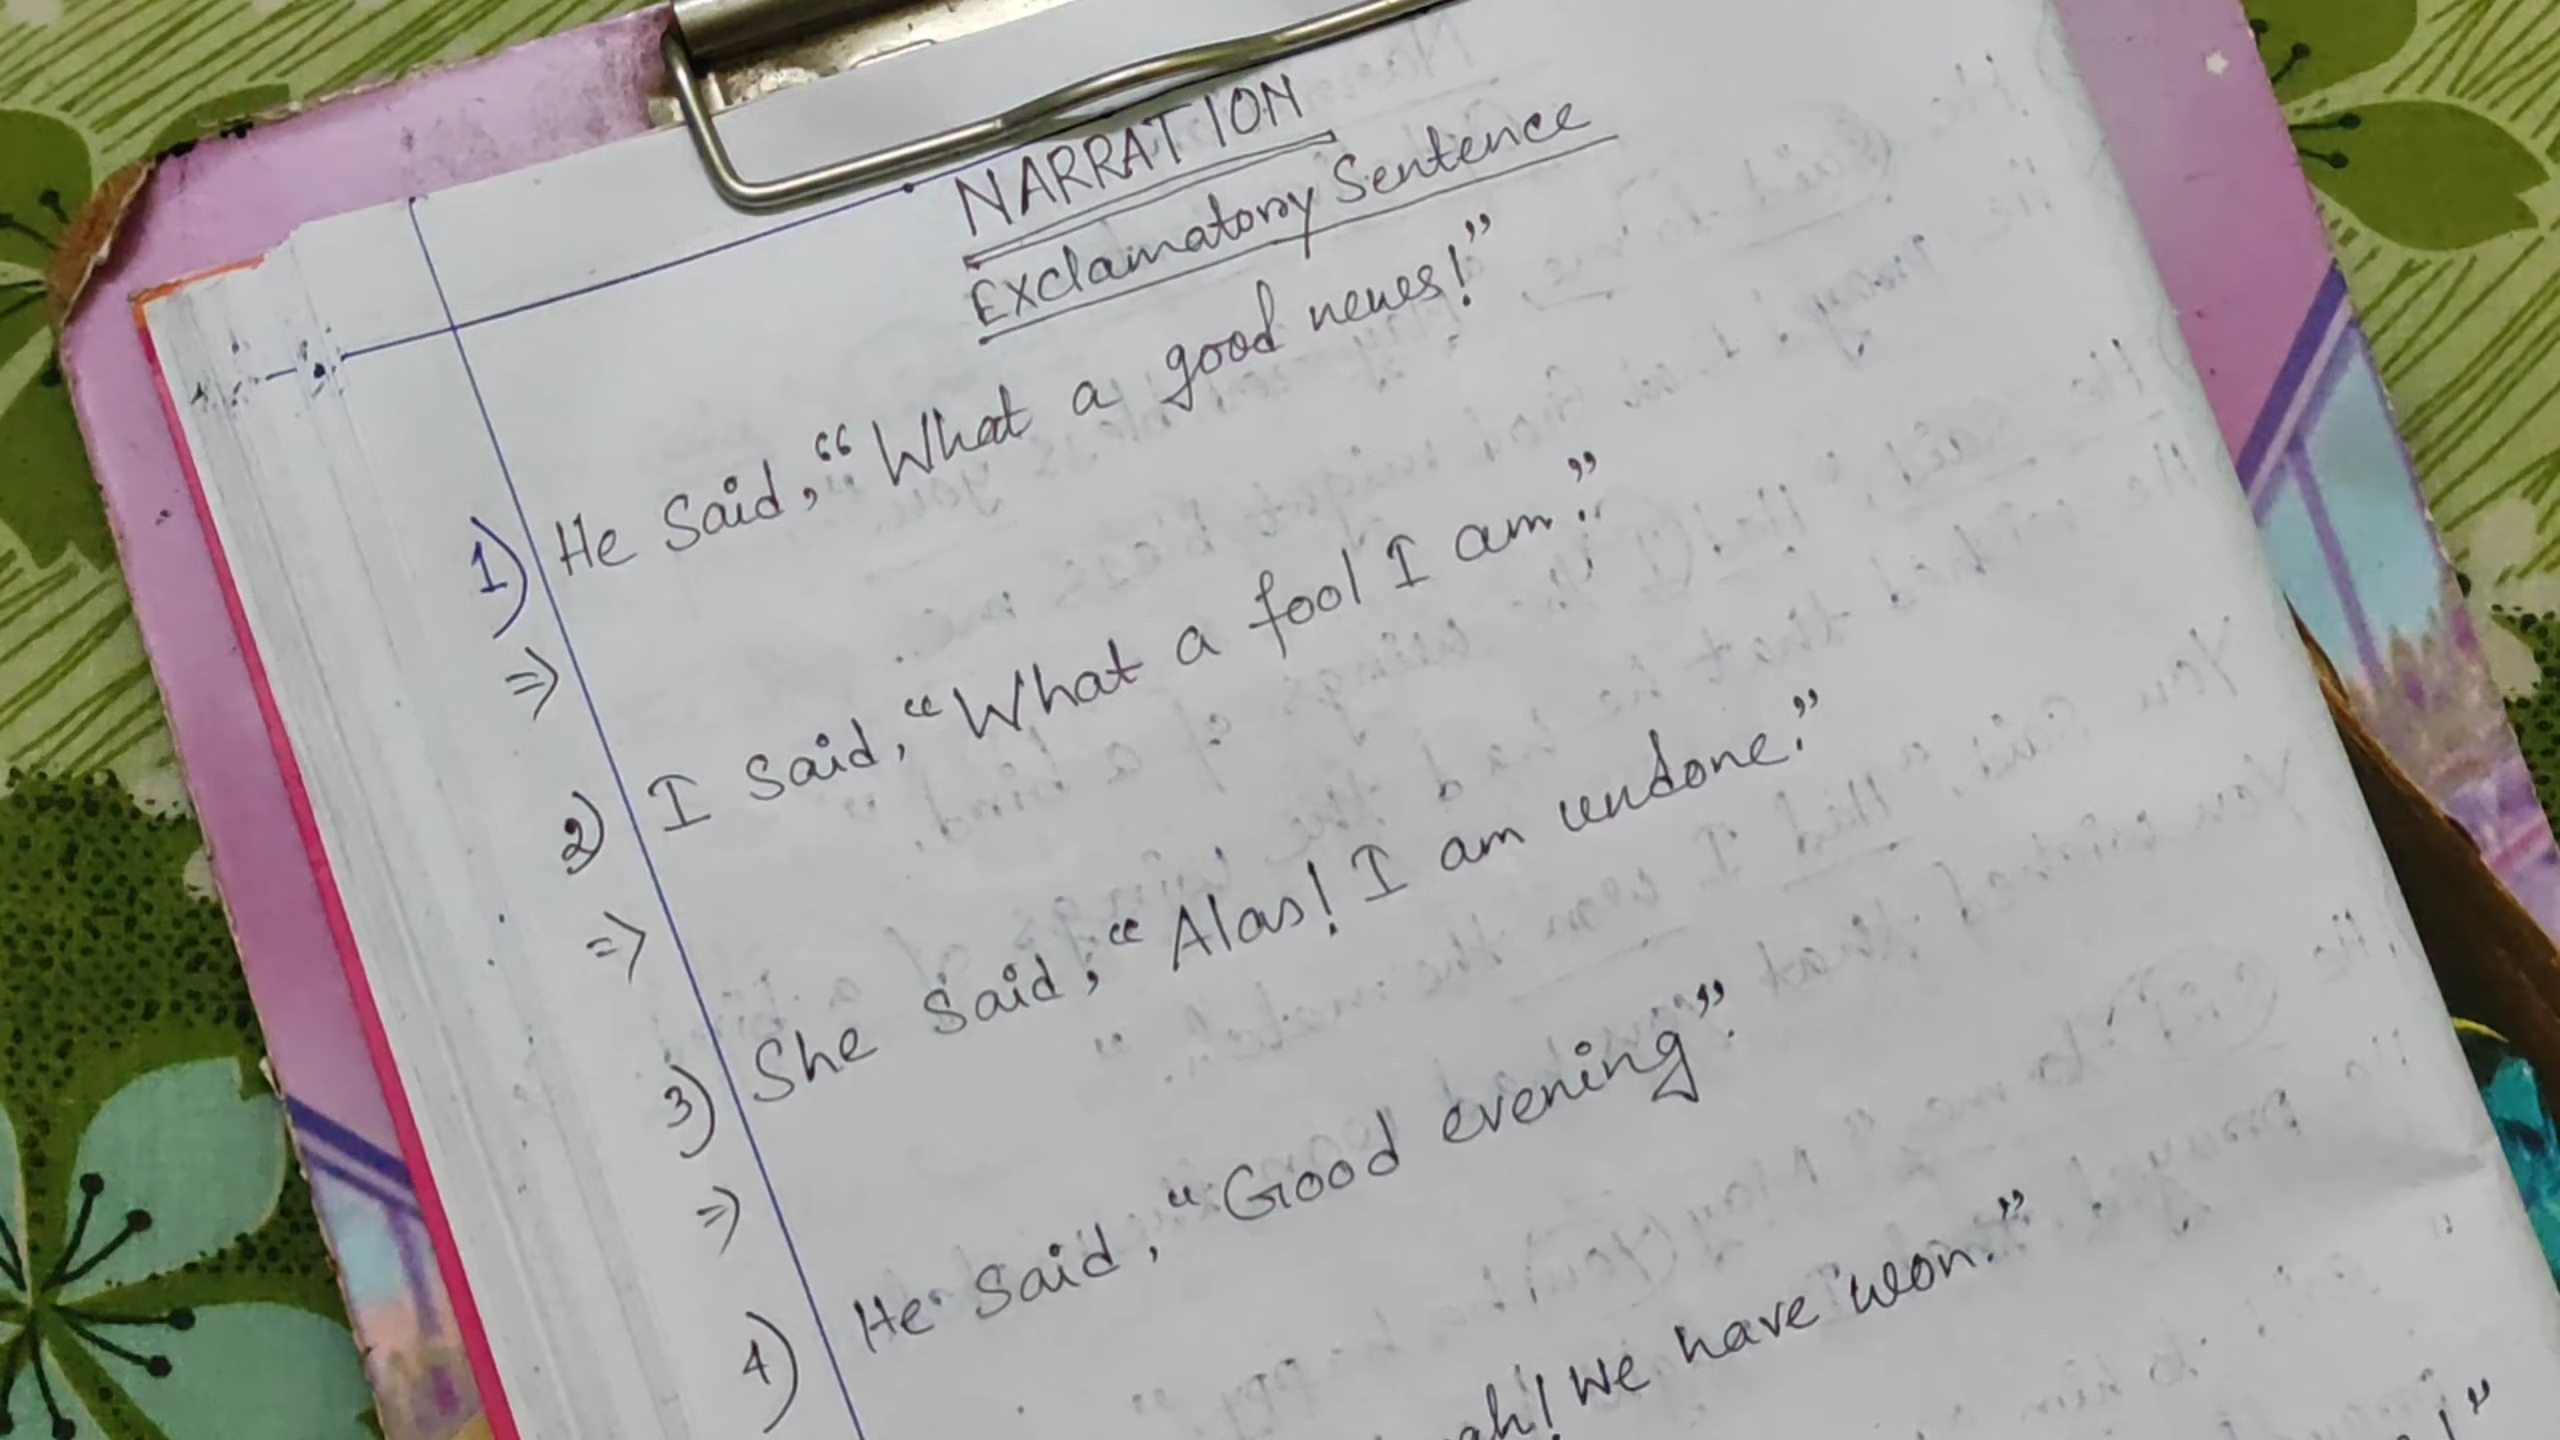 NARRATION
Exclamatory Sentence
1) He Said, "What a good news!"
=>
2) I Said, "What a fool I am."
=>
3) She Said, "Alas! I am undone."
=>
4) He Said, "Good evening".
We have won."